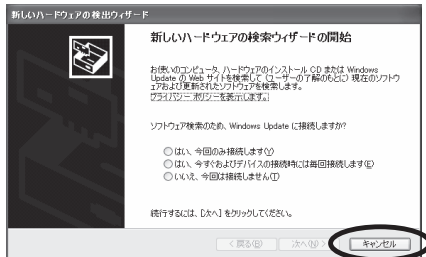 新しいハードウェアの検出ウィザード
新しいハードウェアの検索ウィザードの開始
お使いのコンピュータ、ハードウェアのインストール CD または Windows
Update の Web サイトを検索して (ユーザーの了解のもとに) 現在のソフトウ
ェアおよび更新されたソフトウェアを検索します。
プライバシー ポリシーを表示します。
ソフトウェア検索のため、Windows Update に接続しますか?
はい、今回のみ接続します(Y)
はい、今すぐおよびデバイスの接続時には毎回接続します(E)
いいえ、今回は接続しません(T)
続行するには、[次へ] をクリックしてください。
< 戻る(B) 次へ(N) > キャンセル